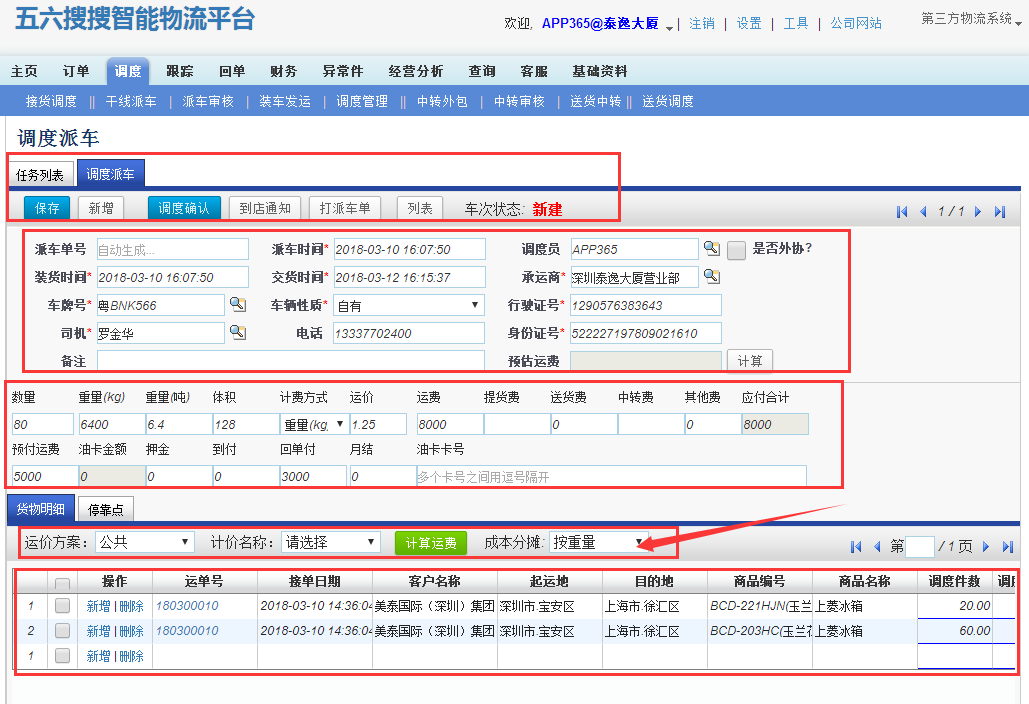 五六搜搜智能物流平台
欢迎, APP365@泰逸大厦 | 注销 | 设置 | 工具 | 公司网站 第三方物流系统
主页 订单 调度 跟踪 回单 财务 异常件 经营分析 查询 客服 基础资料
接货调度 || 干线派车 | 派车审核 | 装车发运 | 调度管理 || 中转外包 | 中转审核 | 送货中转 || 送货调度
调度派车
任务列表 调度派车
保存 新增 调度确认 到店通知 打派车单 列表 车次状态: 新建 1 / 1
派车单号 自动生成... 派车时间* 2018-03-10 16:07:50 调度员 APP365 是否外协?
装货时间* 2018-03-10 16:07:50 交货时间* 2018-03-12 16:15:37 承运商* 深圳泰逸大厦营业部
车牌号* 粤BNK566 车辆性质* 自有 行驶证号* 1290576383643
司机* 罗金华 电话 13337702400 身份证号* 522227197809021610
备注 预估运费 计算
数量 重量(kg) 重量(吨) 体积 计费方式 运价 运费 提货费 送货费 中转费 其他费 应付合计
80 6400 6.4 128 重量(kg, 1.25 8000 0 0 8000
预付运费 油卡金额 押金 到付 回单付 月结 油卡卡号
5000 0 0 0 3000 0 多个卡号之间用逗号隔开
货物明细 停靠点
运价方案: 公共 计价名称: 请选择 计算运费 成本分摊: 按重量 第 / 1 页
操作 运单号 接单日期 客户名称 起运地 目的地 商品编号 商品名称 调度件数 调度
1 新增 | 删除 180300010 2018-03-10 14:36:04 美泰国际（深圳）集团 深圳市.宝安区 上海市.徐汇区 BCD-221HJN(玉兰 上菱冰箱 20.00
2 新增 | 删除 180300010 2018-03-10 14:36:04 美泰国际（深圳）集团 深圳市.宝安区 上海市.徐汇区 BCD-203HC(玉兰花 上菱冰箱 60.00
1 新增 | 删除